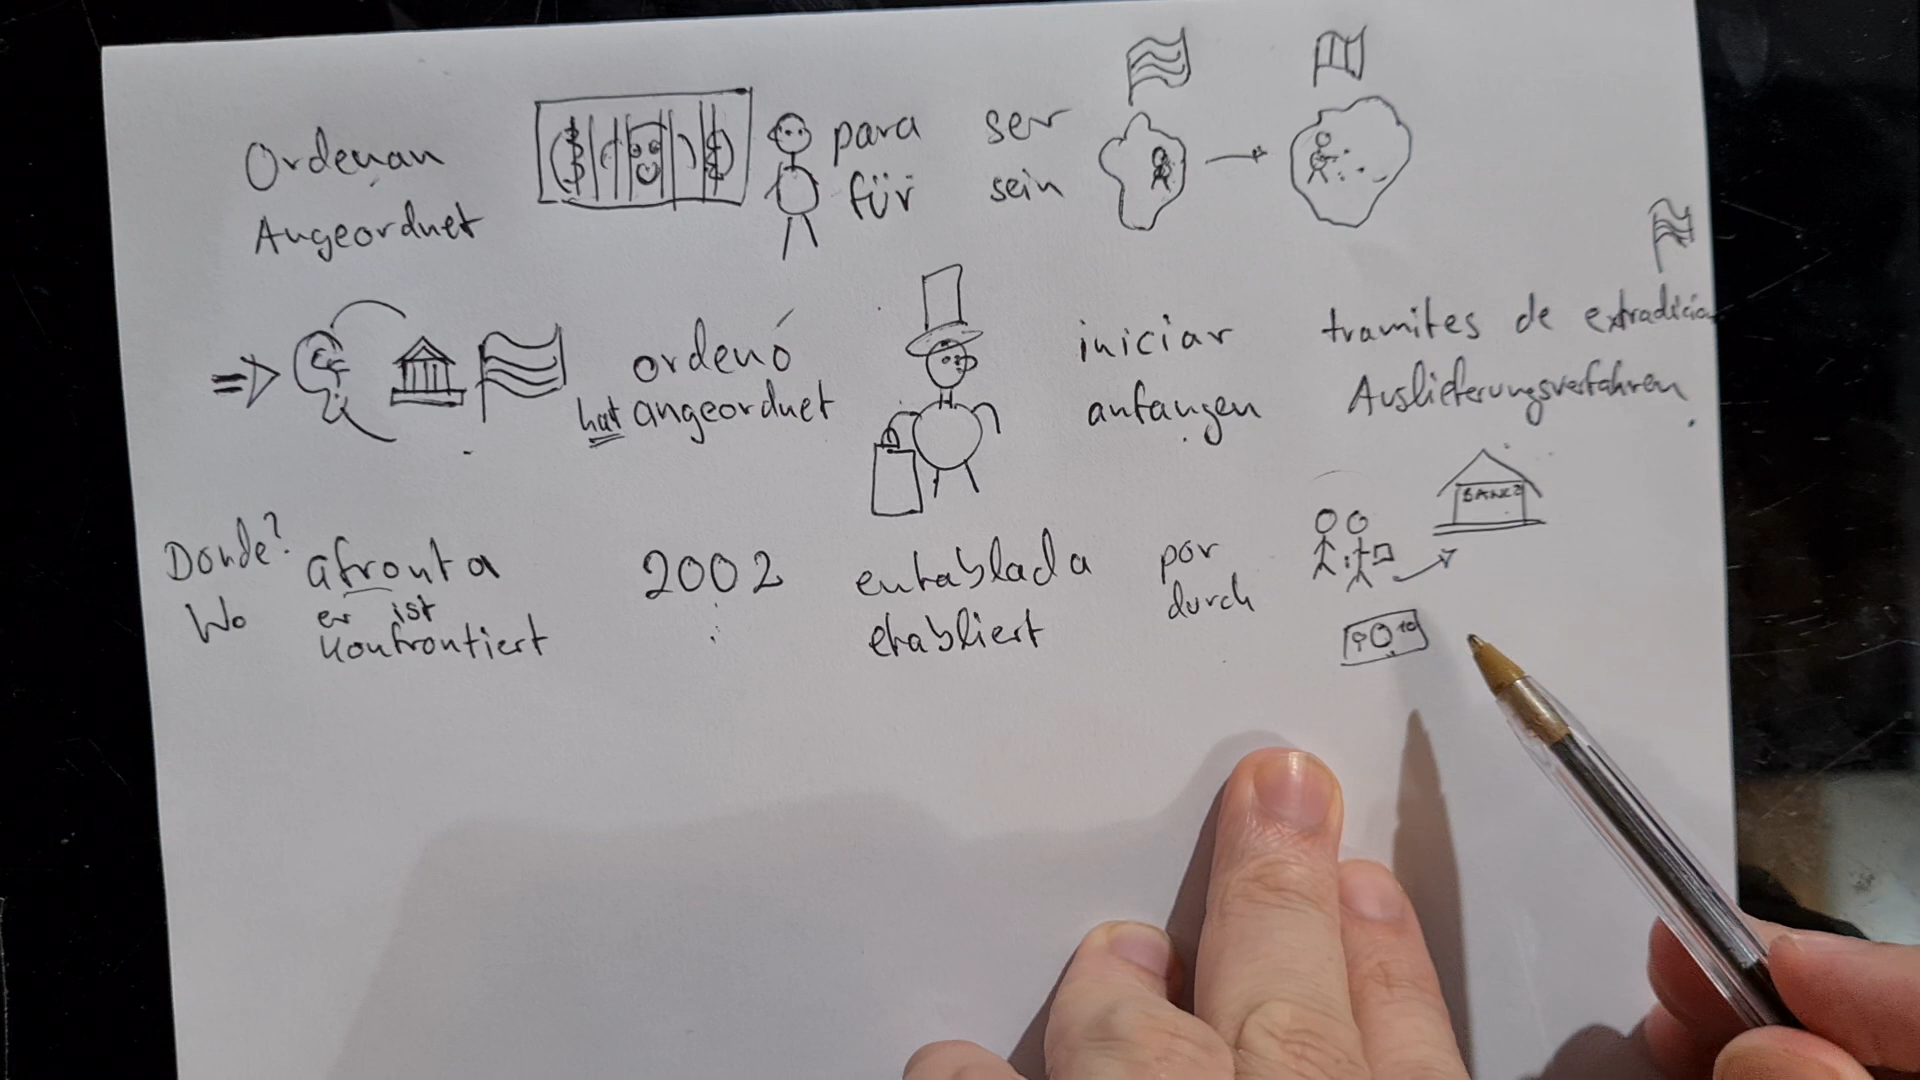 Ordenan para ser
Angeordnet für sein
ordenó iniciar tramites de extradición
hat angeordnet anfangen Auslieferungsverfahren
Donde? afronta 2002 entablada por
Wo er ist konfrontiert etabliert durch
BANCO